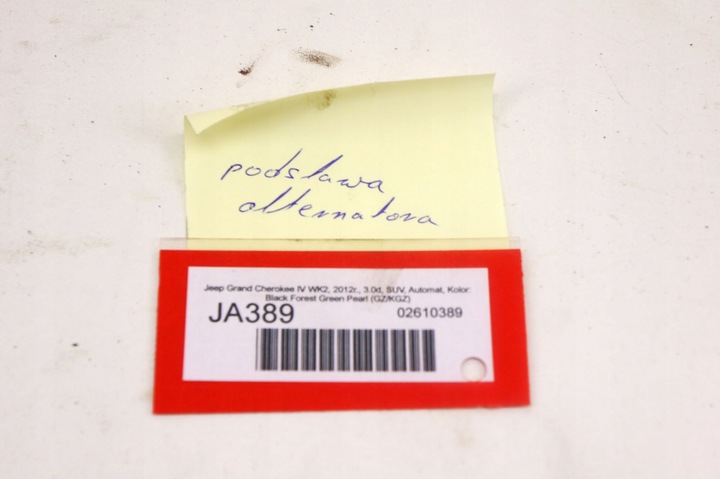 podstawa
alternatora
Jeep Grand Cherokee IV WK2, 2012r., 3.0d, SUV, Automat, Kolor:
Black Forest Green Pearl (GZ/KGZ)
JA389 02610389